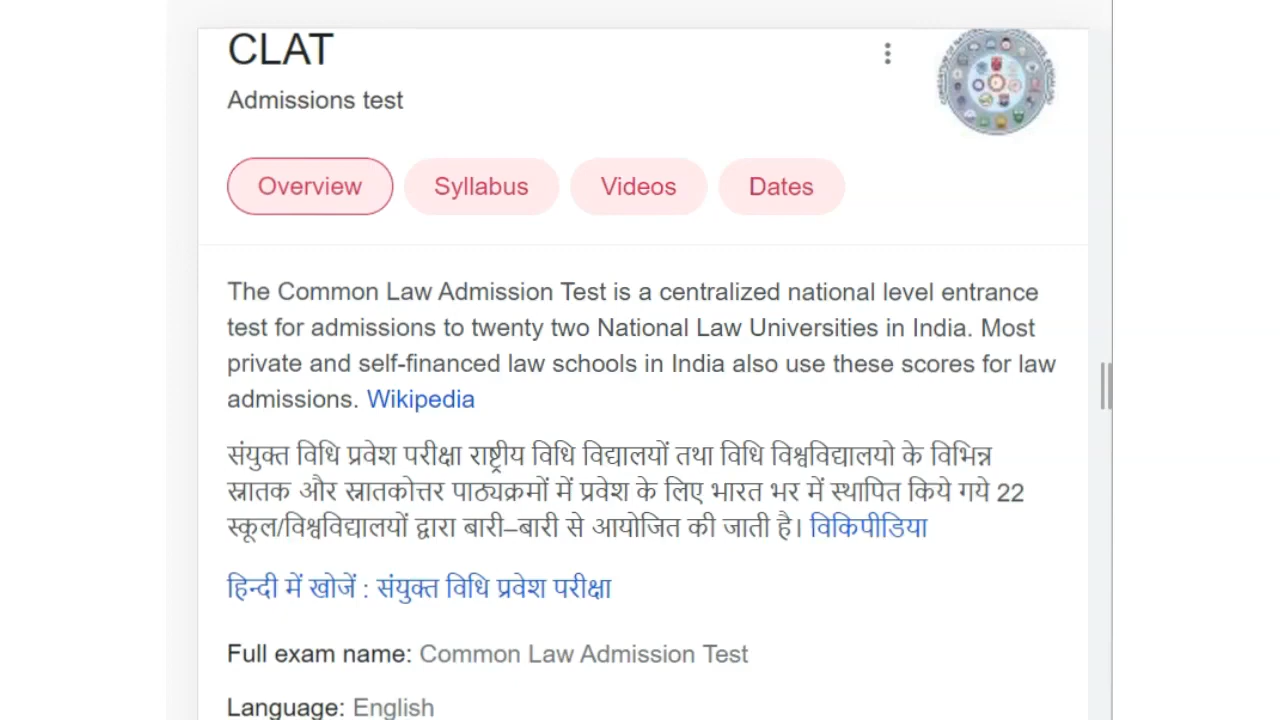 CLAT
Admissions test
Overview Syllabus Videos Dates
The Common Law Admission Test is a centralized national level entrance
test for admissions to twenty two National Law Universities in India. Most
private and self-financed law schools in India also use these scores for law
admissions. Wikipedia
संयुक्त विधि प्रवेश परीक्षा राष्ट्रीय विधि विद्यालयों तथा विधि विश्वविद्यालयो के विभिन्न
स्नातक और स्नातकोत्तर पाठ्यक्रमों में प्रवेश के लिए भारत भर में स्थापित किये गये 22
स्कूल/विश्वविद्यालयों द्वारा बारी–बारी से आयोजित की जाती है। विकिपीडिया
हिन्दी में खोजें : संयुक्त विधि प्रवेश परीक्षा
Full exam name: Common Law Admission Test
Language: English